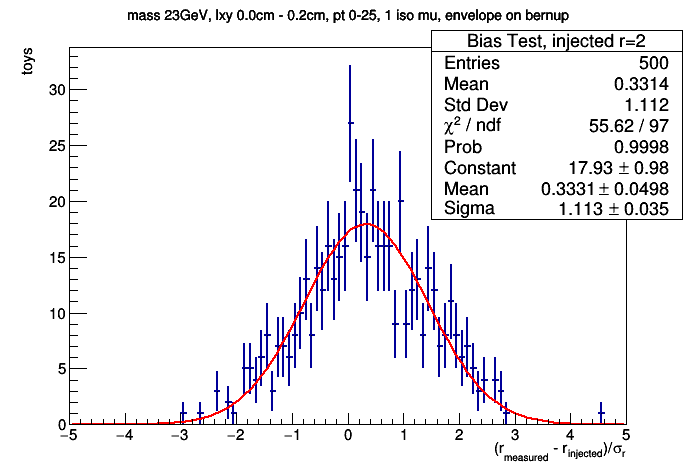 mass 23GeV, lxy 0.0cm - 0.2cm, pt 0-25, 1 iso mu, envelope on bernup
Bias Test, injected r=2
Entries 500
Mean 0.3314
Std Dev 1.112
χ² / ndf 55.62 / 97
Prob 0.9998
Constant 17.93 ± 0.98
Mean 0.3331 ± 0.0498
Sigma 1.113 ± 0.035
toys
30
25
20
15
10
5
0
−5 −4 −3 −2 −1 0 1 2 3 4 5
(r_measured - r_injected)/σ_r